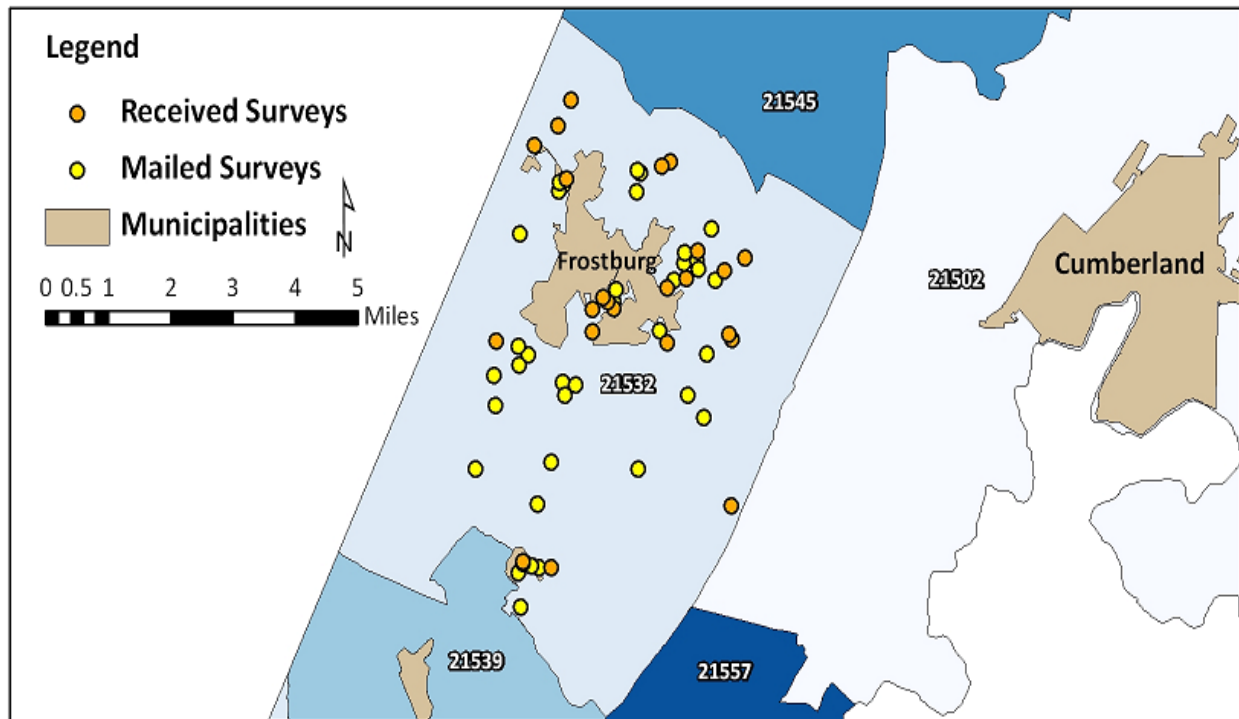 Legend
Received Surveys
Mailed Surveys
Municipalities
N
0 0.5 1 2 3 4 5
Miles
21545
Frostburg
21502
Cumberland
21532
21539
21557